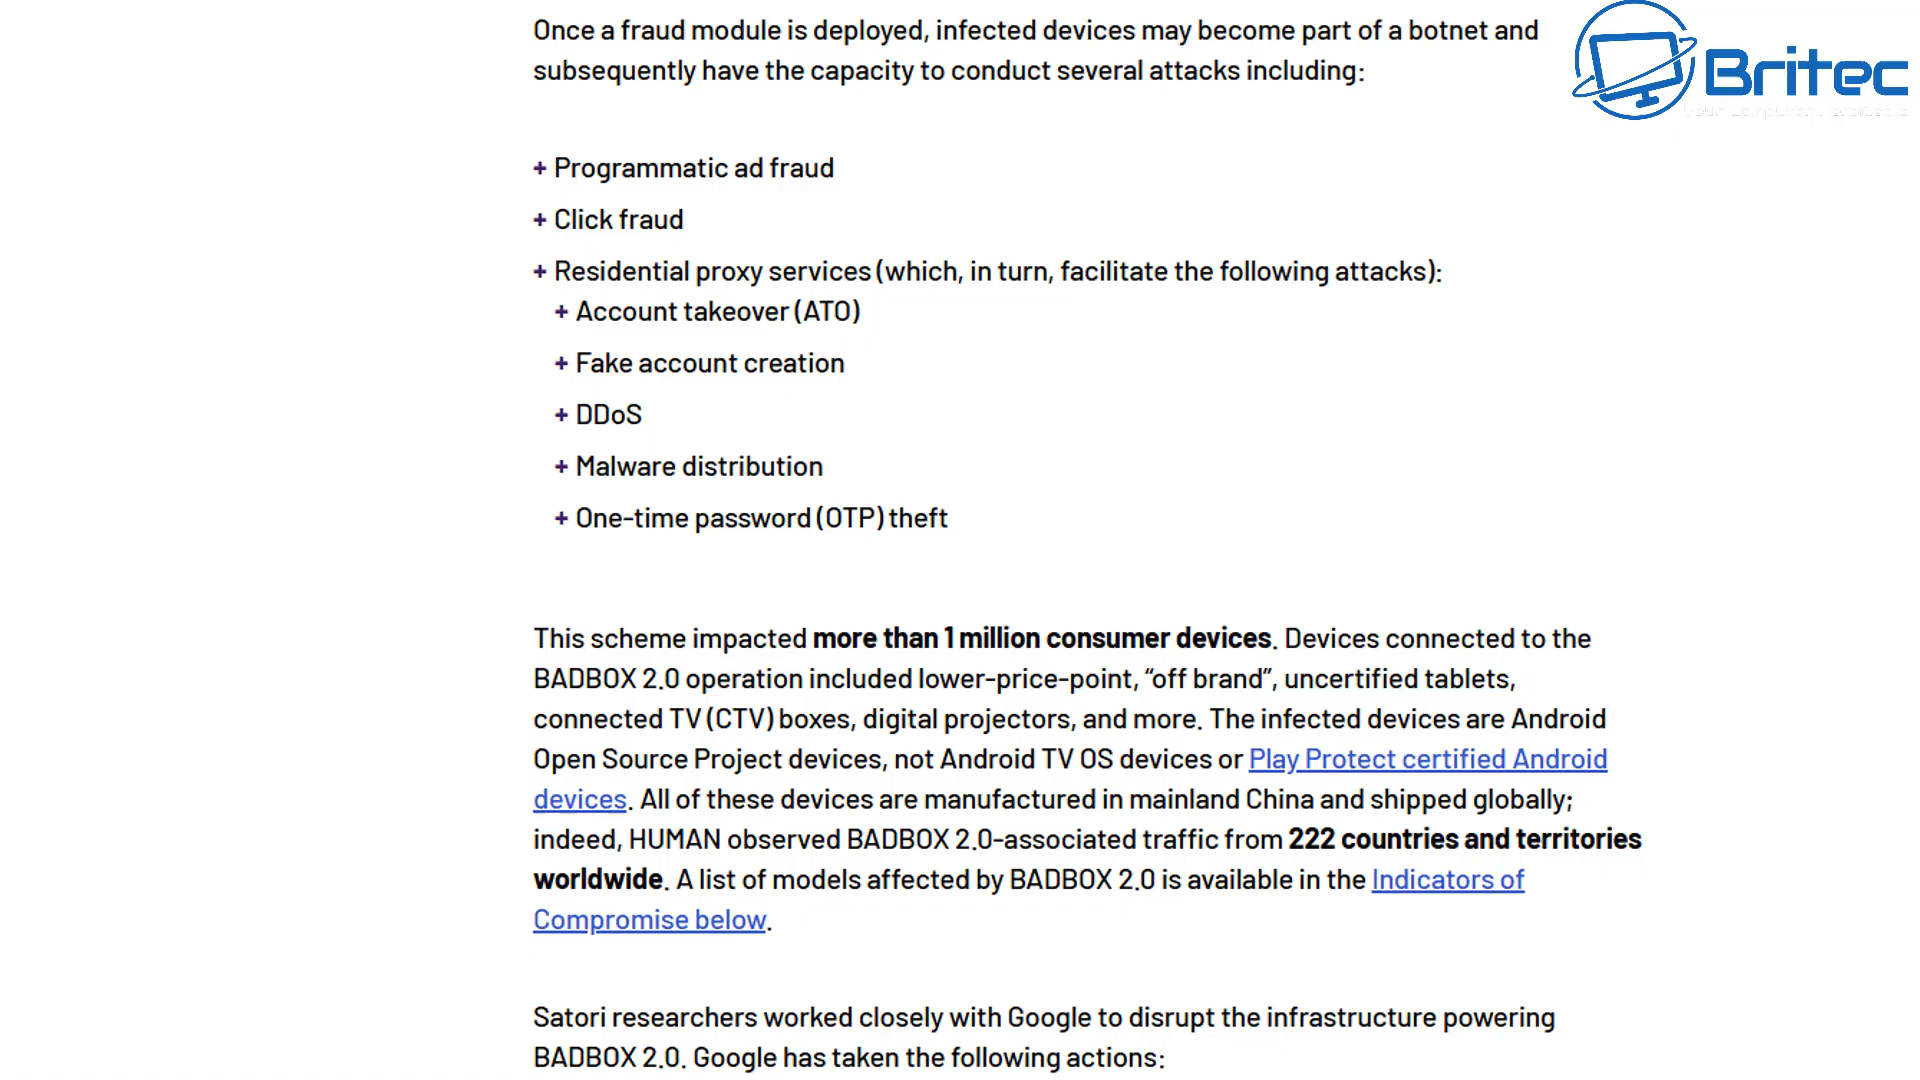 Once a fraud module is deployed, infected devices may become part of a botnet and
subsequently have the capacity to conduct several attacks including:
Britec
+ Programmatic ad fraud
+ Click fraud
+ Residential proxy services (which, in turn, facilitate the following attacks):
+ Account takeover (ATO)
+ Fake account creation
+ DDoS
+ Malware distribution
+ One-time password (OTP) theft
This scheme impacted more than 1 million consumer devices. Devices connected to the
BADBOX 2.0 operation included lower-price-point, “off brand”, uncertified tablets,
connected TV (CTV) boxes, digital projectors, and more. The infected devices are Android
Open Source Project devices, not Android TV OS devices or Play Protect certified Android
devices. All of these devices are manufactured in mainland China and shipped globally;
indeed, HUMAN observed BADBOX 2.0-associated traffic from 222 countries and territories
worldwide. A list of models affected by BADBOX 2.0 is available in the Indicators of
Compromise below.
Satori researchers worked closely with Google to disrupt the infrastructure powering
BADBOX 2.0. Google has taken the following actions: